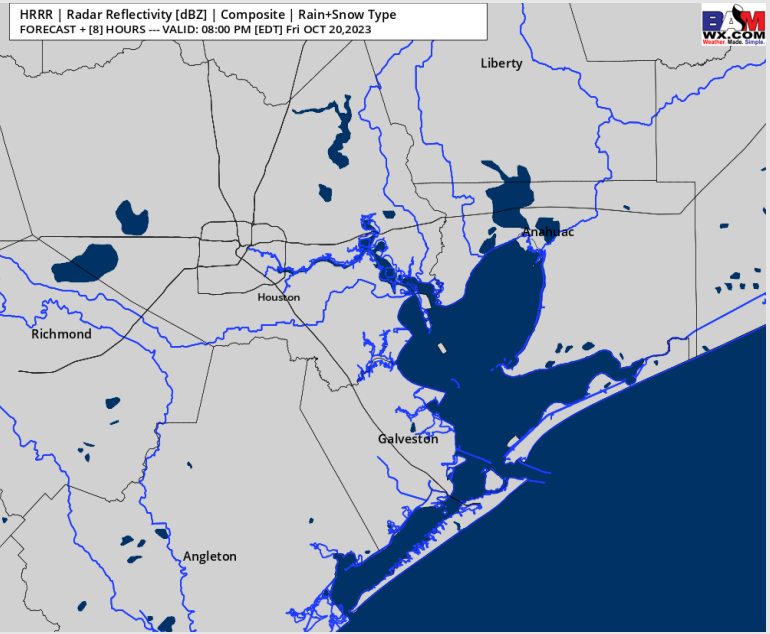 HRRR | Radar Reflectivity [dBZ] | Composite | Rain+Snow Type
FORECAST + [8] HOURS --- VALID: 08:00 PM [EDT] Fri OCT 20,2023
BAM
WX.COM
Weather. Made. Simple.
Liberty
Anahuac
Houston
Richmond
Galveston
Angleton